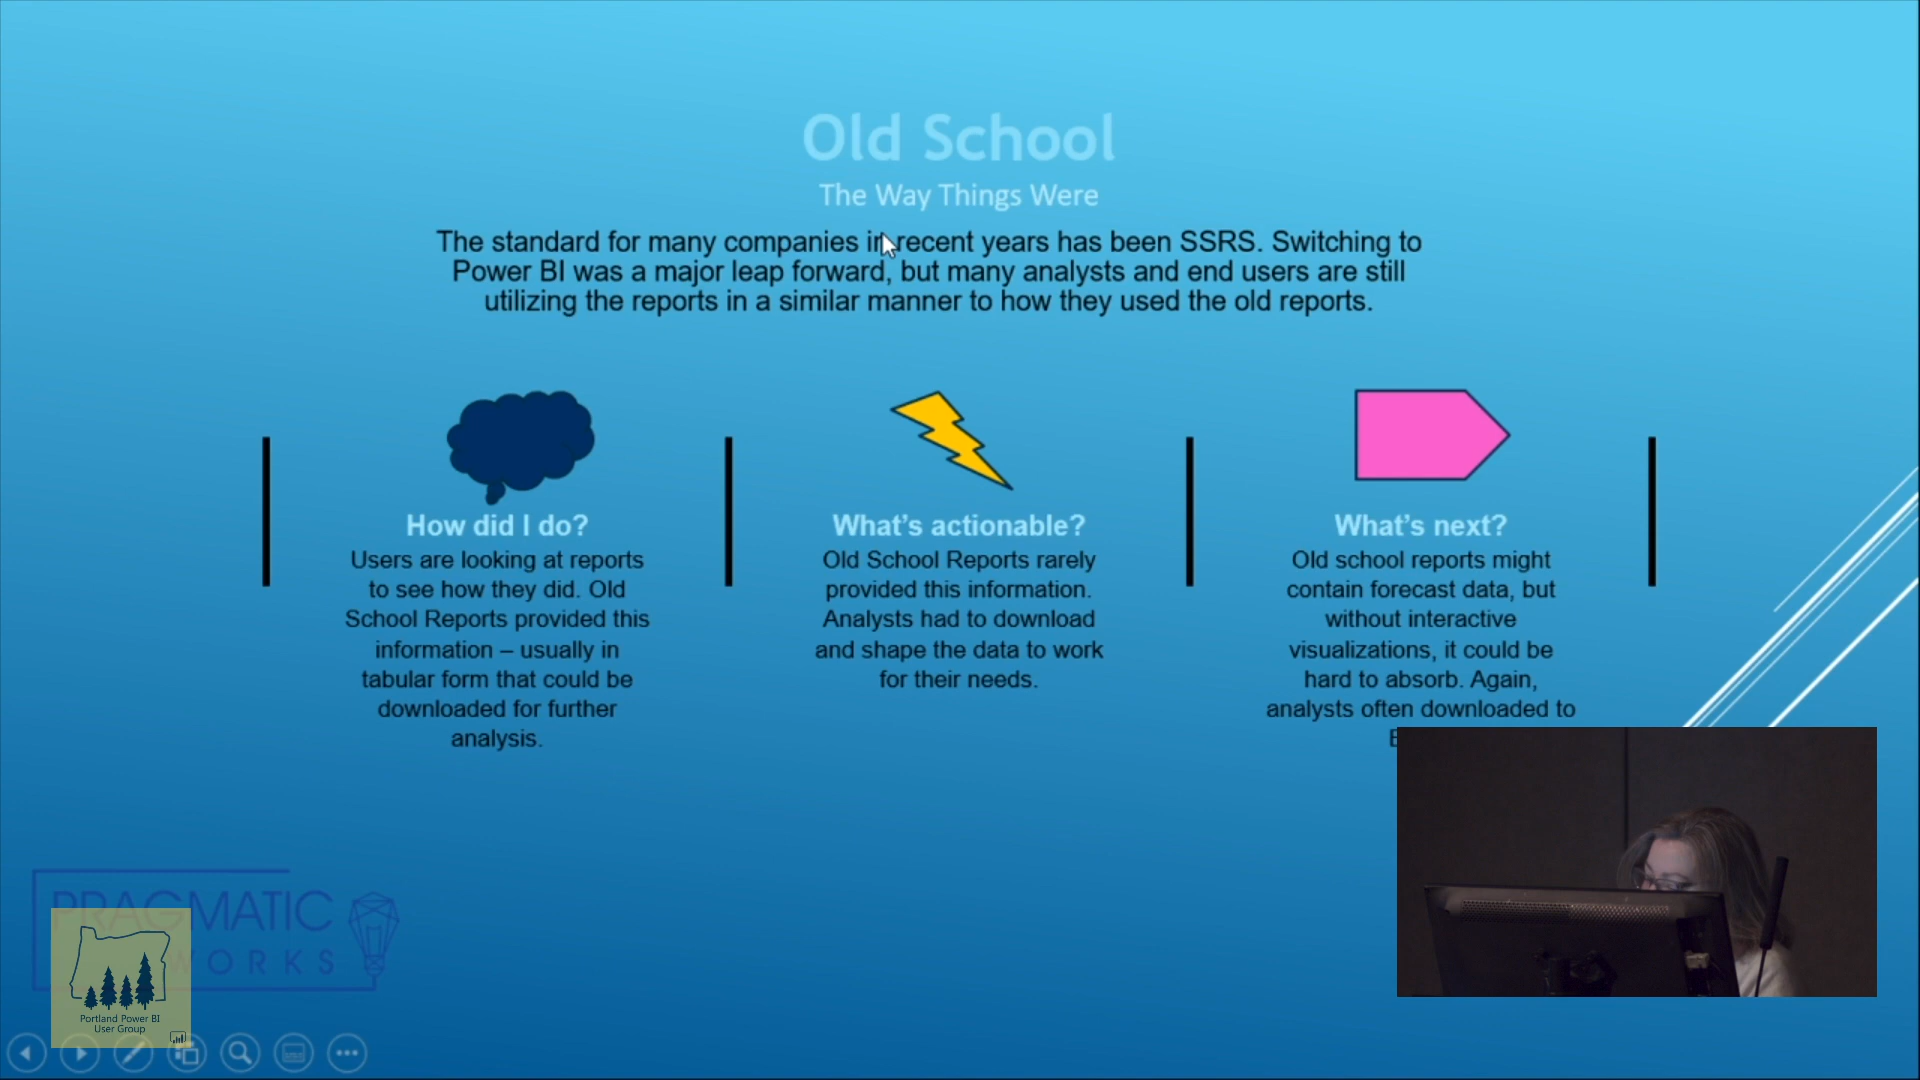 Old School
The Way Things Were
The standard for many companies in recent years has been SSRS. Switching to
Power BI was a major leap forward, but many analysts and end users are still
utilizing the reports in a similar manner to how they used the old reports.
How did I do?
Users are looking at reports
to see how they did. Old
School Reports provided this
information – usually in
tabular form that could be
downloaded for further
analysis.
What's actionable?
Old School Reports rarely
provided this information.
Analysts had to download
and shape the data to work
for their needs.
What's next?
Old school reports might
contain forecast data, but
without interactive
visualizations, it could be
hard to absorb. Again,
analysts often downloaded to
PRAGMATIC
WORKS
Portland Power BI
User Group